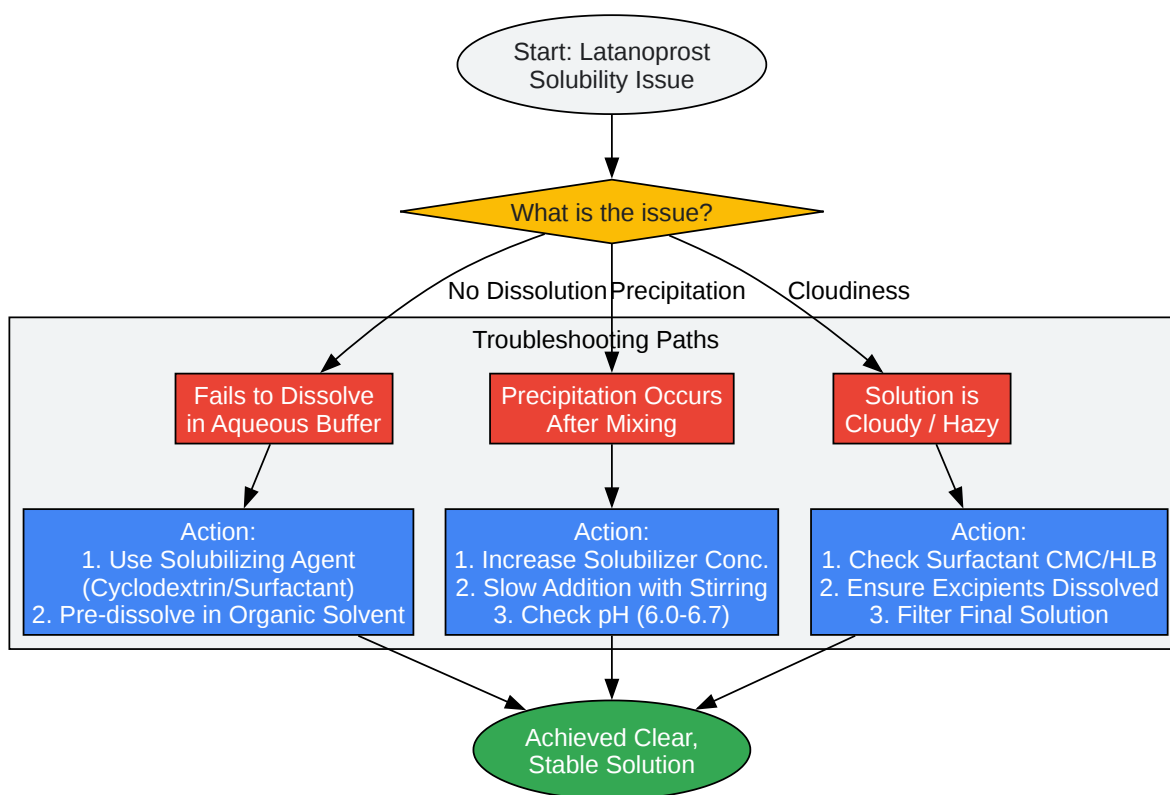 Start: Latanoprost
Solubility Issue
What is the issue?
No Dissolution
Precipitation
Cloudiness
Troubleshooting Paths
Fails to Dissolve
in Aqueous Buffer
Precipitation Occurs
After Mixing
Solution is
Cloudy / Hazy
Action:
1. Use Solubilizing Agent
(Cyclodextrin/Surfactant)
2. Pre-dissolve in Organic Solvent
Action:
1. Increase Solubilizer Conc.
2. Slow Addition with Stirring
3. Check pH (6.0-6.7)
Action:
1. Check Surfactant CMC/HLB
2. Ensure Excipients Dissolved
3. Filter Final Solution
Achieved Clear,
Stable Solution